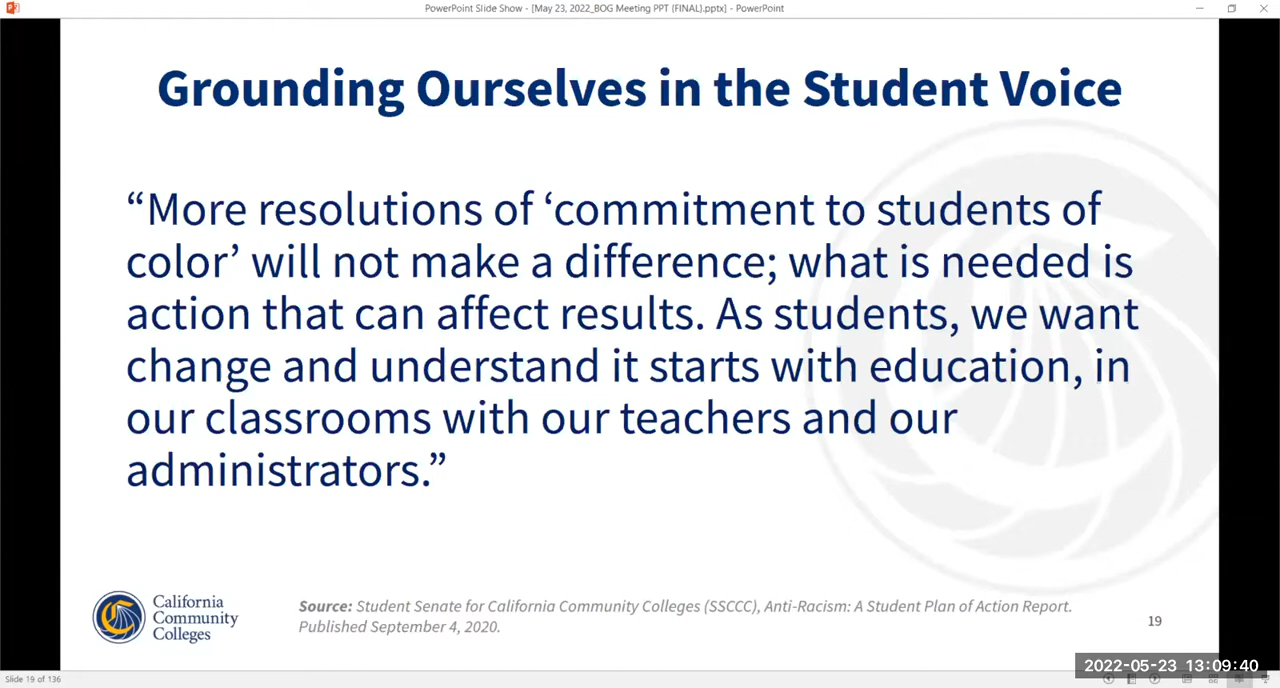 PowerPoint Slide Show - [May 23, 2022_BOG Meeting PPT (FINAL).pptx] - PowerPoint
Grounding Ourselves in the Student Voice
“More resolutions of ‘commitment to students of
color’ will not make a difference; what is needed is
action that can affect results. As students, we want
change and understand it starts with education, in
our classrooms with our teachers and our
administrators.”
California
Community
Colleges
Source: Student Senate for California Community Colleges (SSCCC), Anti-Racism: A Student Plan of Action Report.
Published September 4, 2020.
19
2022-05-23 13:09:40
Slide 19 of 136